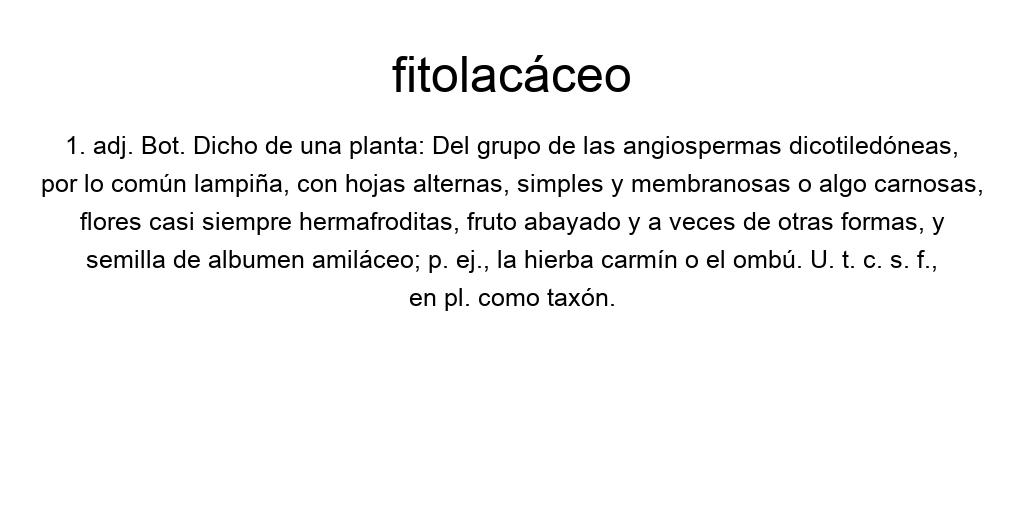 fitolacáceo
1. adj. Bot. Dicho de una planta: Del grupo de las angiospermas dicotiledóneas,
por lo común lampiña, con hojas alternas, simples y membranosas o algo carnosas,
flores casi siempre hermafroditas, fruto abayado y a veces de otras formas, y
semilla de albumen amiláceo; p. ej., la hierba carmín o el ombú. U. t. c. s. f.,
en pl. como taxón.